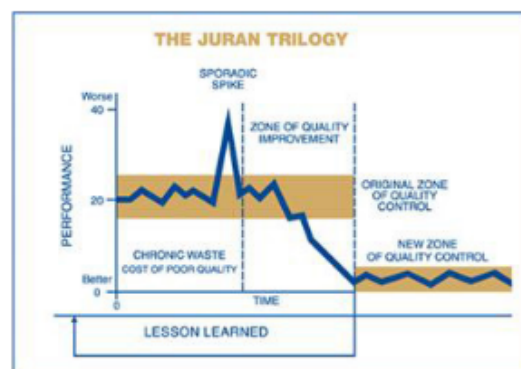 THE JURAN TRILOGY
SPORADIC
SPIKE
Worse
40
ZONE OF QUALITY
IMPROVEMENT
ORIGINAL ZONE
OF QUALITY
CONTROL
20
PERFORMANCE
CHRONIC WASTE
COST OF POOR QUALITY
NEW ZONE
OF QUALITY CONTROL
Better
0
0
TIME
LESSON LEARNED